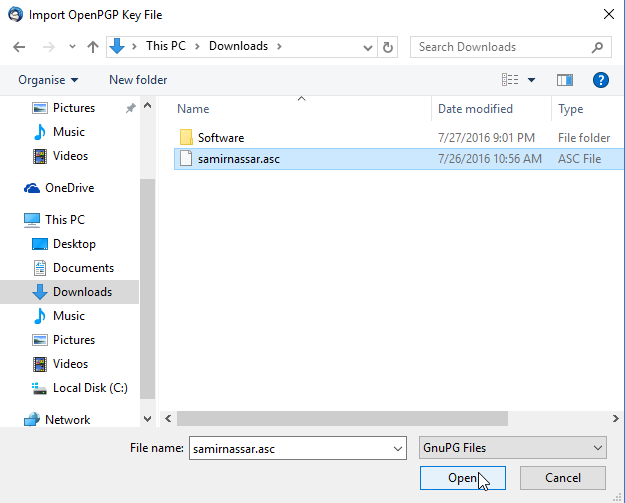 Import OpenPGP Key File
This PC > Downloads >
Search Downloads
Organise
New folder
Pictures
Music
Videos
OneDrive
This PC
Desktop
Documents
Downloads
Music
Pictures
Videos
Local Disk (C:)
Network
Name Date modified Type
Software 7/27/2016 9:01 PM File folder
samirnassar.asc 7/26/2016 10:56 AM ASC File
File name: samirnassar.asc GnuPG Files
Open Cancel